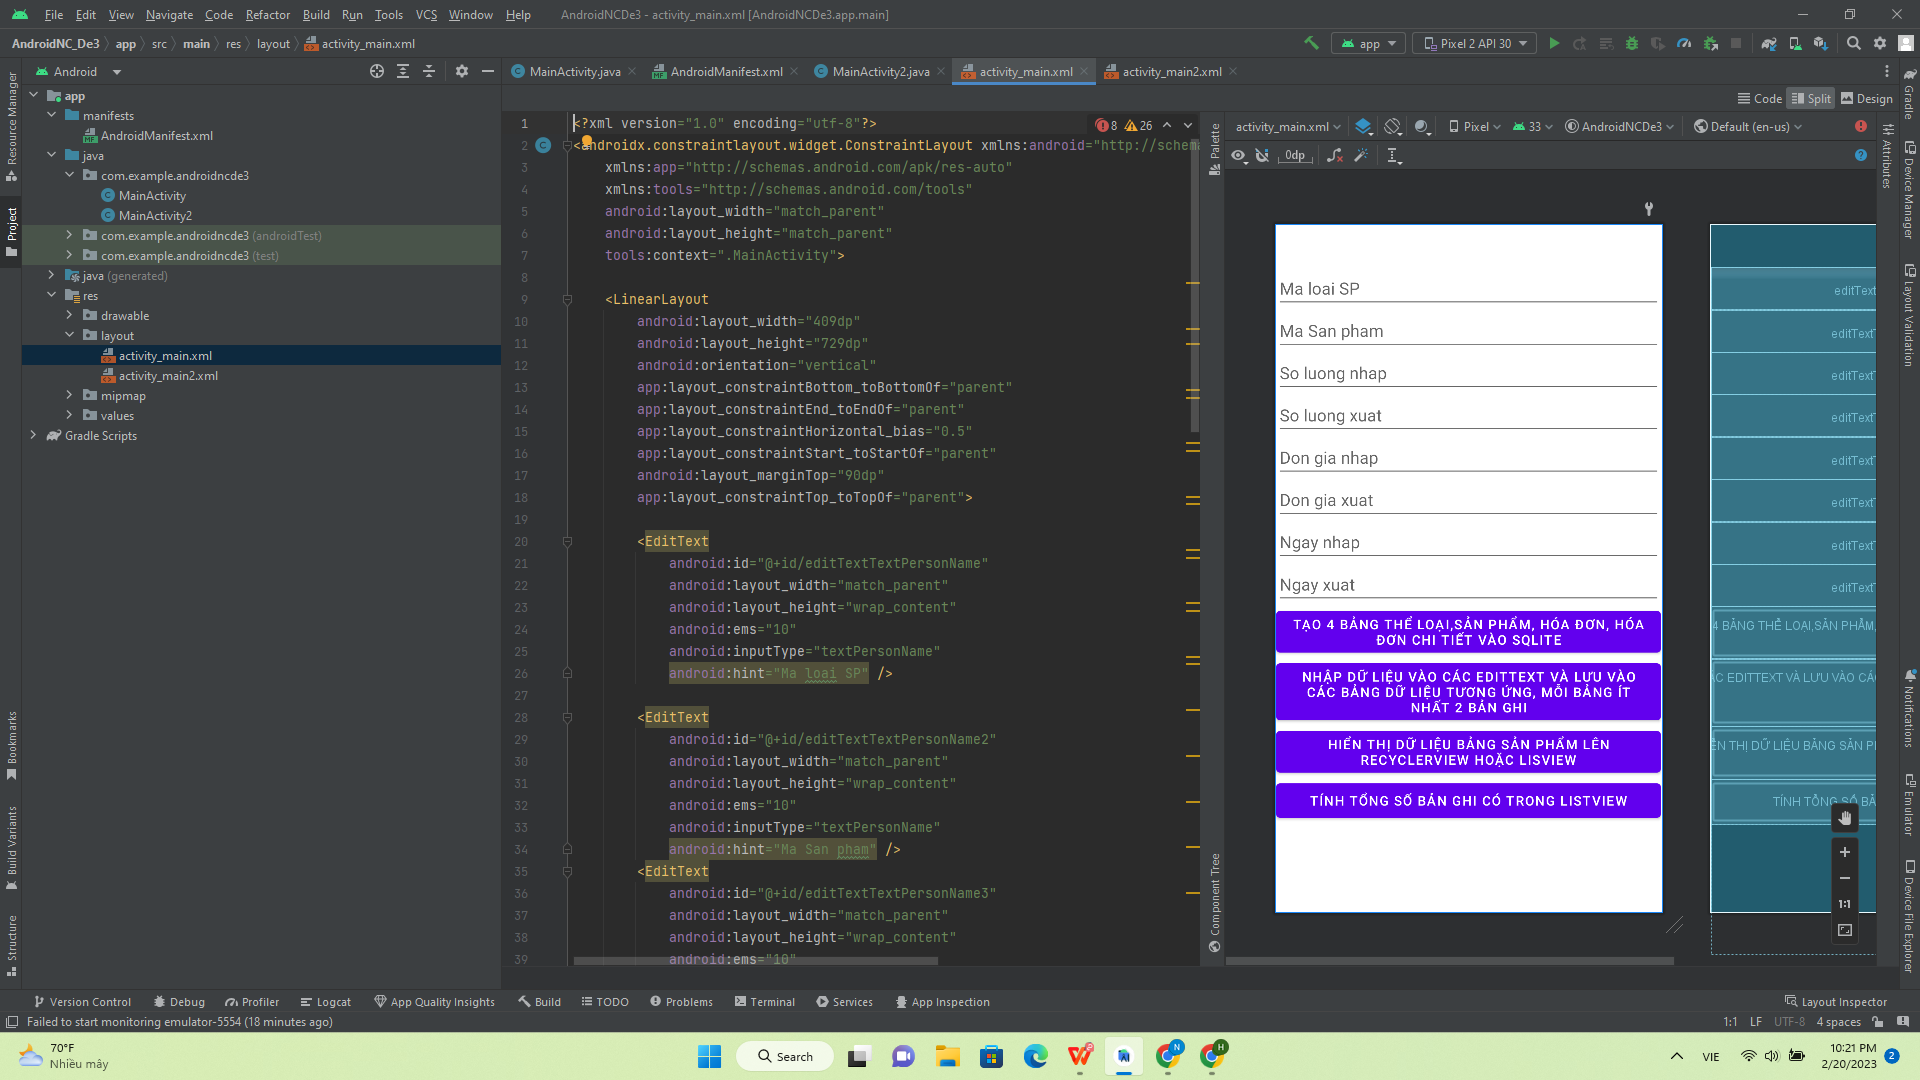 File Edit View Navigate Code Refactor Build Run Tools VCS Window Help AndroidNCDe3 - activity_main.xml [AndroidNCDe3.app.main]
AndroidNC_De3 app src main res layout activity_main.xml
app Pixel 2 API 30
Android
MainActivity.java AndroidManifest.xml MainActivity2.java activity_main.xml activity_main2.xml
Code Split Design
Resource Manager
Project
Bookmarks
Build Variants
Structure
app
manifests
AndroidManifest.xml
java
com.example.androidncde3
MainActivity
MainActivity2
com.example.androidncde3 (androidTest)
com.example.androidncde3 (test)
java (generated)
res
drawable
layout
activity_main.xml
activity_main2.xml
mipmap
values
Gradle Scripts
8 26
1 <?xml version="1.0" encoding="utf-8"?>
2 <androidx.constraintlayout.widget.ConstraintLayout xmlns:android="http://schema
3 xmlns:app="http://schemas.android.com/apk/res-auto"
4 xmlns:tools="http://schemas.android.com/tools"
5 android:layout_width="match_parent"
6 android:layout_height="match_parent"
7 tools:context=".MainActivity">
8
9 <LinearLayout
10 android:layout_width="409dp"
11 android:layout_height="729dp"
12 android:orientation="vertical"
13 app:layout_constraintBottom_toBottomOf="parent"
14 app:layout_constraintEnd_toEndOf="parent"
15 app:layout_constraintHorizontal_bias="0.5"
16 app:layout_constraintStart_toStartOf="parent"
17 android:layout_marginTop="90dp"
18 app:layout_constraintTop_toTopOf="parent">
19
20 <EditText
21 android:id="@+id/editTextTextPersonName"
22 android:layout_width="match_parent"
23 android:layout_height="wrap_content"
24 android:ems="10"
25 android:inputType="textPersonName"
26 android:hint="Ma loai SP" />
27
28 <EditText
29 android:id="@+id/editTextTextPersonName2"
30 android:layout_width="match_parent"
31 android:layout_height="wrap_content"
32 android:ems="10"
33 android:inputType="textPersonName"
34 android:hint="Ma San pham" />
35 <EditText
36 android:id="@+id/editTextTextPersonName3"
37 android:layout_width="match_parent"
38 android:layout_height="wrap_content"
39 android:ems="10"
Palette
Component Tree
activity_main.xml Pixel 33 AndroidNCDe3 Default (en-us)
0dp
Ma loai SP
Ma San pham
So luong nhap
So luong xuat
Don gia nhap
Don gia xuat
Ngay nhap
Ngay xuat
TẠO 4 BẢNG THỂ LOẠI,SẢN PHẨM, HÓA ĐƠN, HÓA
ĐƠN CHI TIẾT VÀO SQLITE
NHẬP DỮ LIỆU VÀO CÁC EDITTEXT VÀ LƯU VÀO
CÁC BẢNG DỮ LIỆU TƯƠNG ỨNG, MỖI BẢNG ÍT
NHẤT 2 BẢN GHI
HIỂN THỊ DỮ LIỆU BẢNG SẢN PHẨM LÊN
RECYCLERVIEW HOẶC LISVIEW
TÍNH TỔNG SỐ BẢN GHI CÓ TRONG LISTVIEW
editText
editText
editText
editText
editText
editText
editText
editText
4 BẢNG THỂ LOẠI,SẢN PHẨM,
ÁC EDITTEXT VÀ LƯU VÀO CÁC
ỂN THỊ DỮ LIỆU BẢNG SẢN P
TÍNH TỔNG SỐ BẢ
1:1
Attributes
Gradle
Device Manager
Layout Validation
Notifications
Emulator
Device File Explorer
Version Control Debug Profiler Logcat App Quality Insights Build TODO Problems Terminal Services App Inspection Layout Inspector
Failed to start monitoring emulator-5554 (18 minutes ago) 1:1 LF UTF-8 4 spaces
70°F
Nhiều mây
Search
VIE
10:21 PM
2/20/2023
2